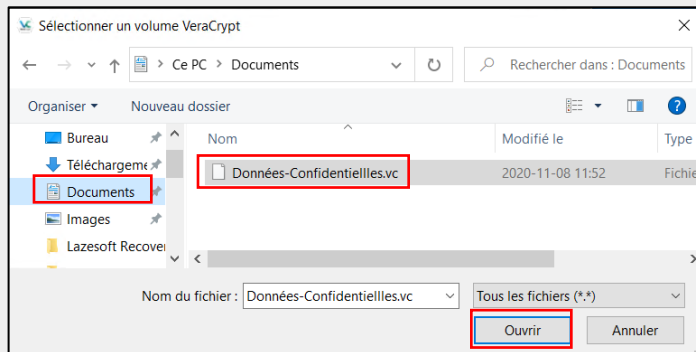 Sélectionner un volume VeraCrypt
Ce PC > Documents
Rechercher dans : Documents
Organiser
Nouveau dossier
Bureau
Téléchargeme
Documents
Images
Lazesoft Recover
Nom
Modifié le
Type
Données-Confidentiellles.vc
2020-11-08 11:52
Fichie
Nom du fichier :
Données-Confidentiellles.vc
Tous les fichiers (*.*)
Ouvrir
Annuler